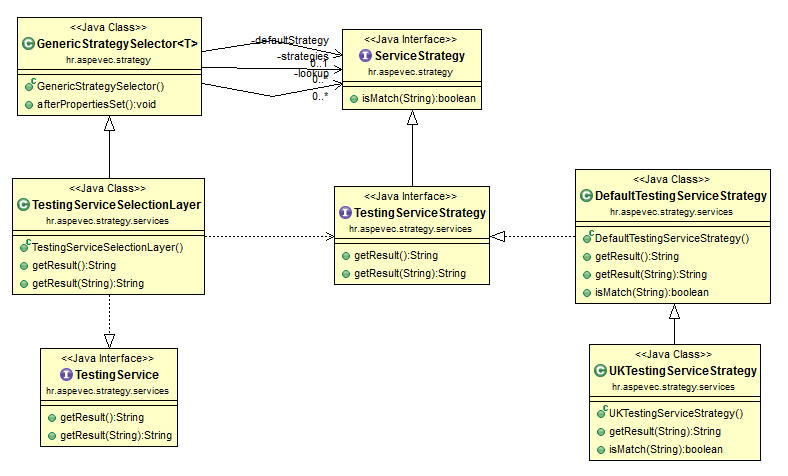 <<Java Class>>
GenericStrategySelector<T>
hr.aspevec.strategy
GenericStrategySelector()
afterPropertiesSet():void
-defaultStrategy
0..1
-strategies
0..*
-lookup
0..*
<<Java Interface>>
ServiceStrategy
hr.aspevec.strategy
isMatch(String):boolean
<<Java Class>>
TestingServiceSelectionLayer
hr.aspevec.strategy.services
TestingServiceSelectionLayer()
getResult():String
getResult(String):String
<<Java Interface>>
TestingServiceStrategy
hr.aspevec.strategy.services
getResult():String
getResult(String):String
<<Java Class>>
DefaultTestingServiceStrategy
hr.aspevec.strategy.services
DefaultTestingServiceStrategy()
getResult():String
getResult(String):String
isMatch(String):boolean
<<Java Interface>>
TestingService
hr.aspevec.strategy.services
getResult():String
getResult(String):String
<<Java Class>>
UKTestingServiceStrategy
hr.aspevec.strategy.services
UKTestingServiceStrategy()
getResult(String):String
isMatch(String):boolean